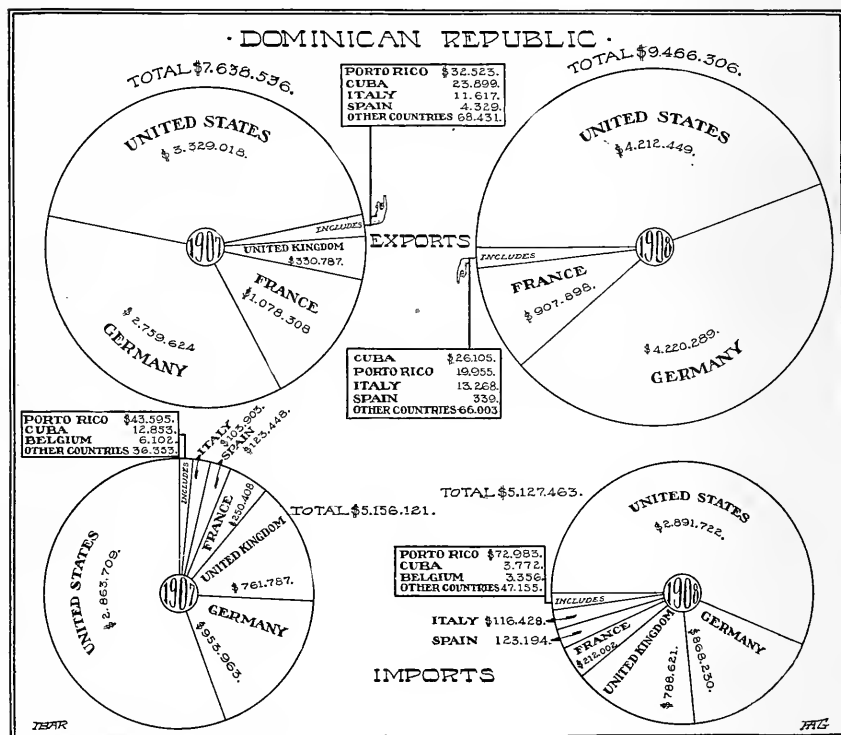 · DOMINICAN REPUBLIC ·
TOTAL $7.638.536.
PORTO RICO $32.523.
CUBA 23.899.
ITALY 11.617.
SPAIN 4.329.
OTHER COUNTRIES 68.431.
TOTAL $9.466.306.
UNITED STATES
$3.329.018.
INCLUDES
UNITED KINGDOM
$330.787.
FRANCE
$1.078.308
GERMANY
$2.759.624
1907
EXPORTS
UNITED STATES
$4.212.449.
1908
INCLUDES
FRANCE
$907.898.
$4.220.289.
GERMANY
CUBA $26.105.
PORTO RICO 19.955.
ITALY 13.268.
SPAIN 339.
OTHER COUNTRIES 66.003
PORTO RICO $43.595.
CUBA 12.853.
BELGIUM 6.102.
OTHER COUNTRIES 36.353.
INCLUDES
ITALY
$103.903.
SPAIN
$123.448.
FRANCE
$250.408
UNITED KINGDOM
$761.787.
GERMANY
$953.963.
UNITED STATES
$2.863.709.
1907
TOTAL $5.156.121.
TOTAL $5.127.463.
UNITED STATES
$2.891.722.
PORTO RICO $72.983.
CUBA 3.772.
BELGIUM 3.356.
OTHER COUNTRIES 47.155.
INCLUDES
1908
ITALY $116.428.
SPAIN 123.194.
FRANCE
$212.002
UNITED KINGDOM
$788.621.
GERMANY
$868.230.
IMPORTS